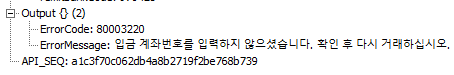 Output {} (2)
ErrorCode: 80003220
ErrorMessage: 입금 계좌번호를 입력하지 않으셨습니다. 확인 후 다시 거래하십시오.
API_SEQ: a1c3f70c062db4a8b2719f2be768b739